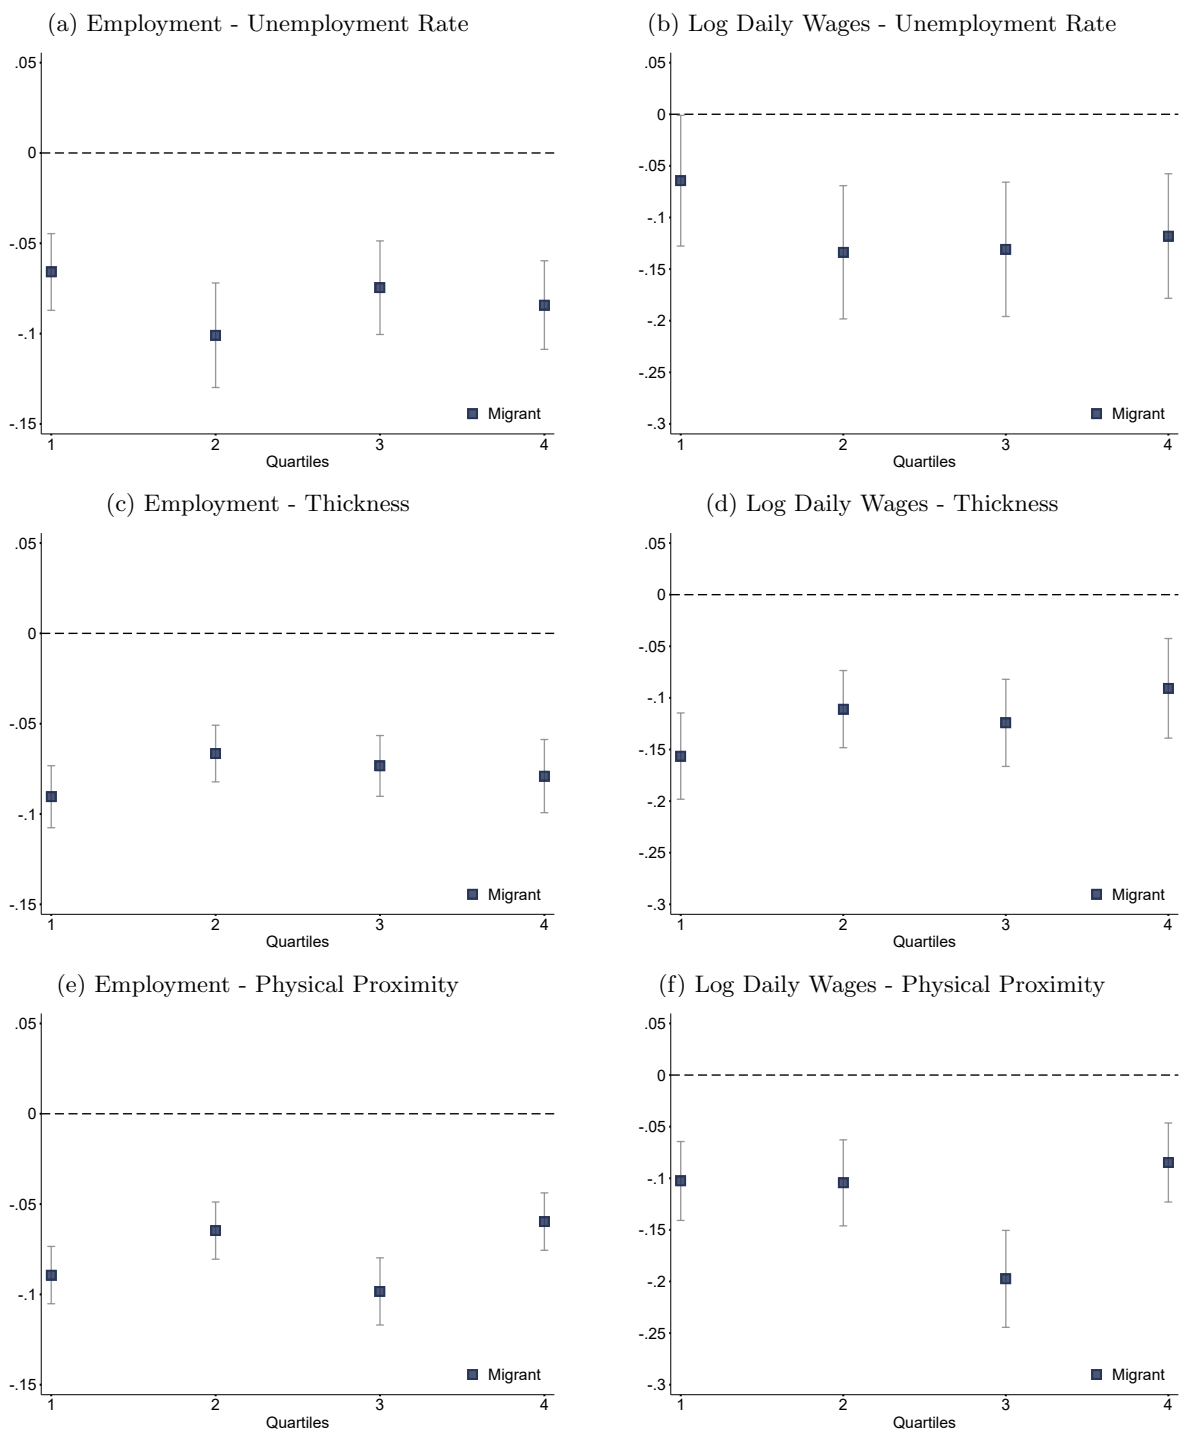 (a) Employment - Unemployment Rate
.05
0
-.05
-.1
-.15
1 2 3 4
Quartiles
Migrant
(b) Log Daily Wages - Unemployment Rate
.05
0
-.05
-.1
-.15
-.2
-.25
-.3
1 2 3 4
Quartiles
Migrant
(c) Employment - Thickness
.05
0
-.05
-.1
-.15
1 2 3 4
Quartiles
Migrant
(d) Log Daily Wages - Thickness
.05
0
-.05
-.1
-.15
-.2
-.25
-.3
1 2 3 4
Quartiles
Migrant
(e) Employment - Physical Proximity
.05
0
-.05
-.1
-.15
1 2 3 4
Quartiles
Migrant
(f) Log Daily Wages - Physical Proximity
.05
0
-.05
-.1
-.15
-.2
-.25
-.3
1 2 3 4
Quartiles
Migrant